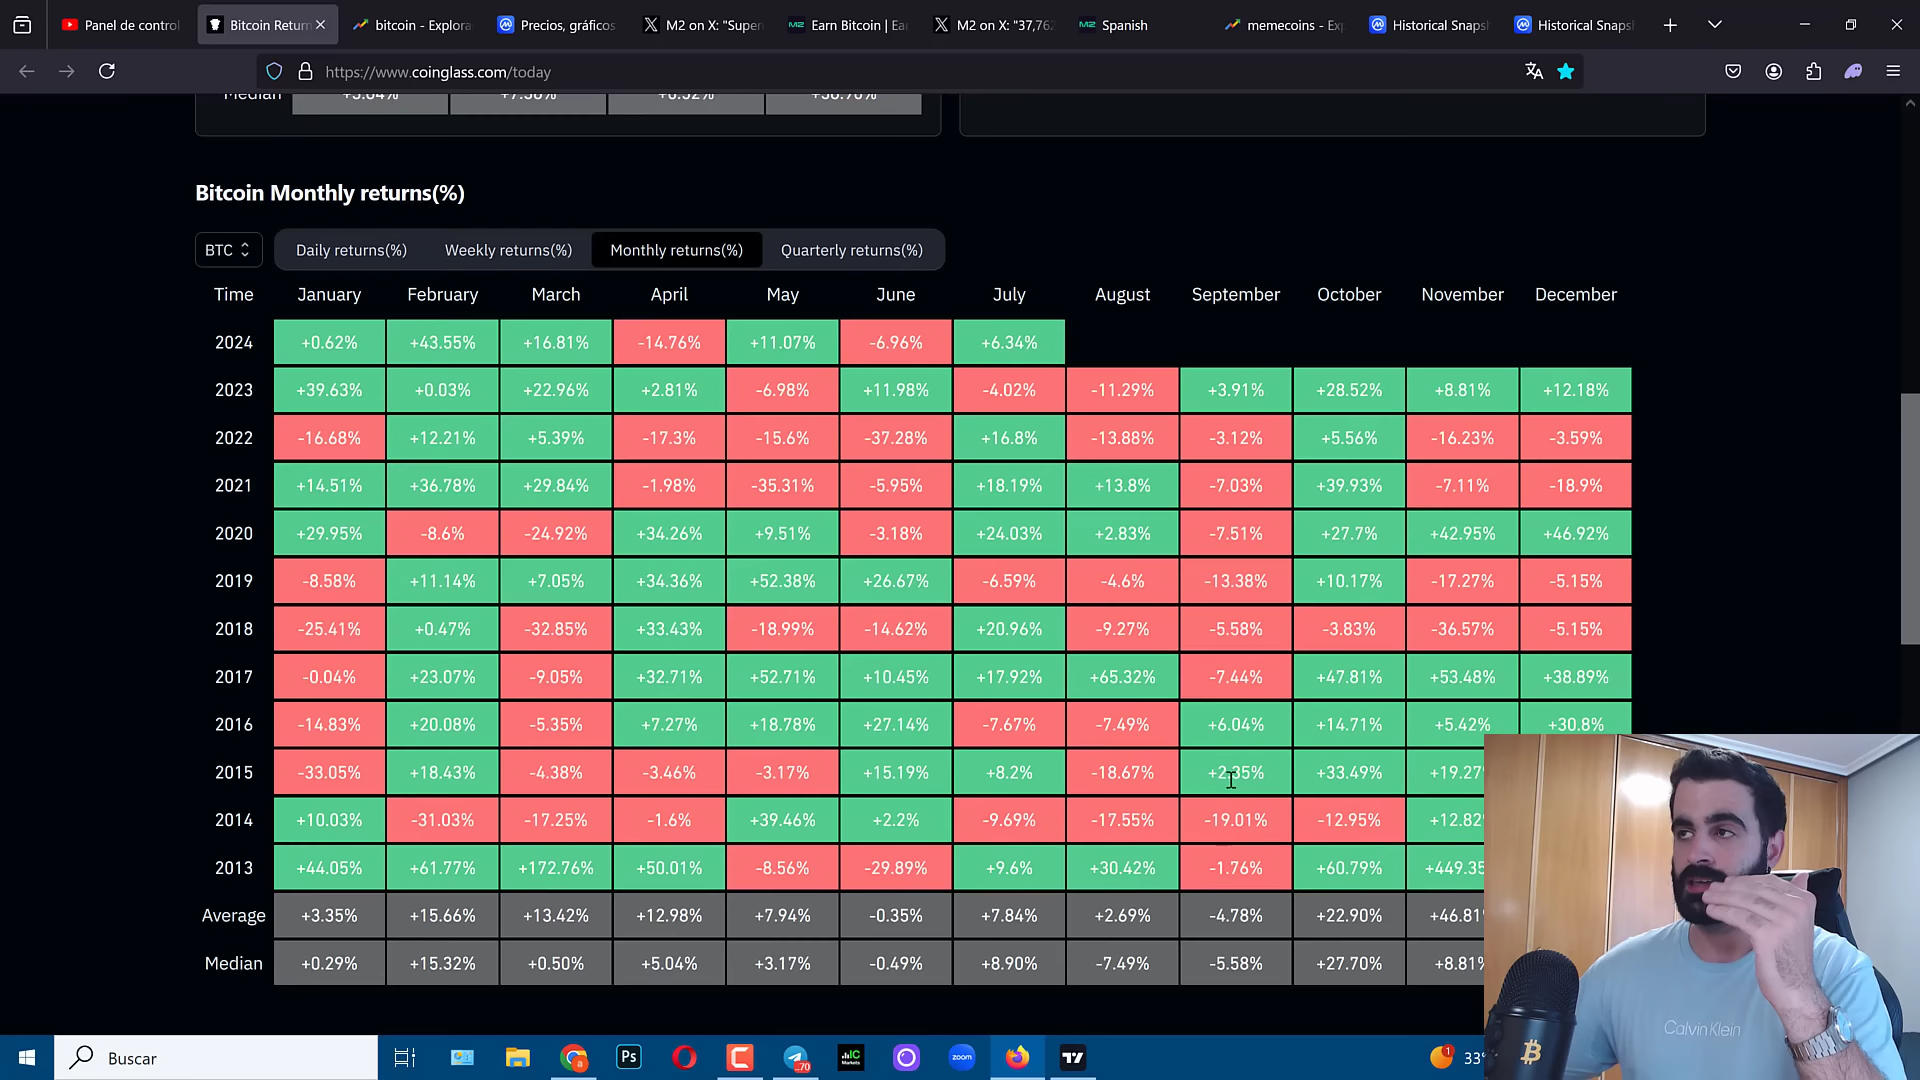 Panel de control
Bitcoin Return
bitcoin - Explora
Precios, gráficos
M2 on X: "Super
Earn Bitcoin | Ea
M2 on X: "37,762
Spanish
memecoins - Exp
Historical Snaps
Historical Snaps
https://www.coinglass.com/today
Median
Bitcoin Monthly returns(%)
BTC Daily returns(%) Weekly returns(%) Monthly returns(%) Quarterly returns(%)
Time January February March April May June July August September October November December
2024 +0.62% +43.55% +16.81% -14.76% +11.07% -6.96% +6.34%
2023 +39.63% +0.03% +22.96% +2.81% -6.98% +11.98% -4.02% -11.29% +3.91% +28.52% +8.81% +12.18%
2022 -16.68% +12.21% +5.39% -17.3% -15.6% -37.28% +16.8% -13.88% -3.12% +5.56% -16.23% -3.59%
2021 +14.51% +36.78% +29.84% -1.98% -35.31% -5.95% +18.19% +13.8% -7.03% +39.93% -7.11% -18.9%
2020 +29.95% -8.6% -24.92% +34.26% +9.51% -3.18% +24.03% +2.83% -7.51% +27.7% +42.95% +46.92%
2019 -8.58% +11.14% +7.05% +34.36% +52.38% +26.67% -6.59% -4.6% -13.38% +10.17% -17.27% -5.15%
2018 -25.41% +0.47% -32.85% +33.43% -18.99% -14.62% +20.96% -9.27% -5.58% -3.83% -36.57% -5.15%
2017 -0.04% +23.07% -9.05% +32.71% +52.71% +10.45% +17.92% +65.32% -7.44% +47.81% +53.48% +38.89%
2016 -14.83% +20.08% -5.35% +7.27% +18.78% +27.14% -7.67% -7.49% +6.04% +14.71% +5.42% +30.8%
2015 -33.05% +18.43% -4.38% -3.46% -3.17% +15.19% +8.2% -18.67% +33.49% +19.27
2014 +10.03% -31.03% -17.25% -1.6% +39.46% +2.2% -9.69% -17.55% -19.01% -12.95% +12.82
2013 +44.05% +61.77% +172.76% +50.01% -8.56% -29.89% +9.6% +30.42% -1.76% +60.79% +449.35
Average +3.35% +15.66% +13.42% +12.98% +7.94% -0.35% +7.84% +2.69% -4.78% +22.90% +46.81
Median +0.29% +15.32% +0.50% +5.04% +3.17% -0.49% +8.90% -7.49% -5.58% +27.70% +8.81
Calvin Klein
Buscar
Ps
IC
Markets
70
zoom
1
33°